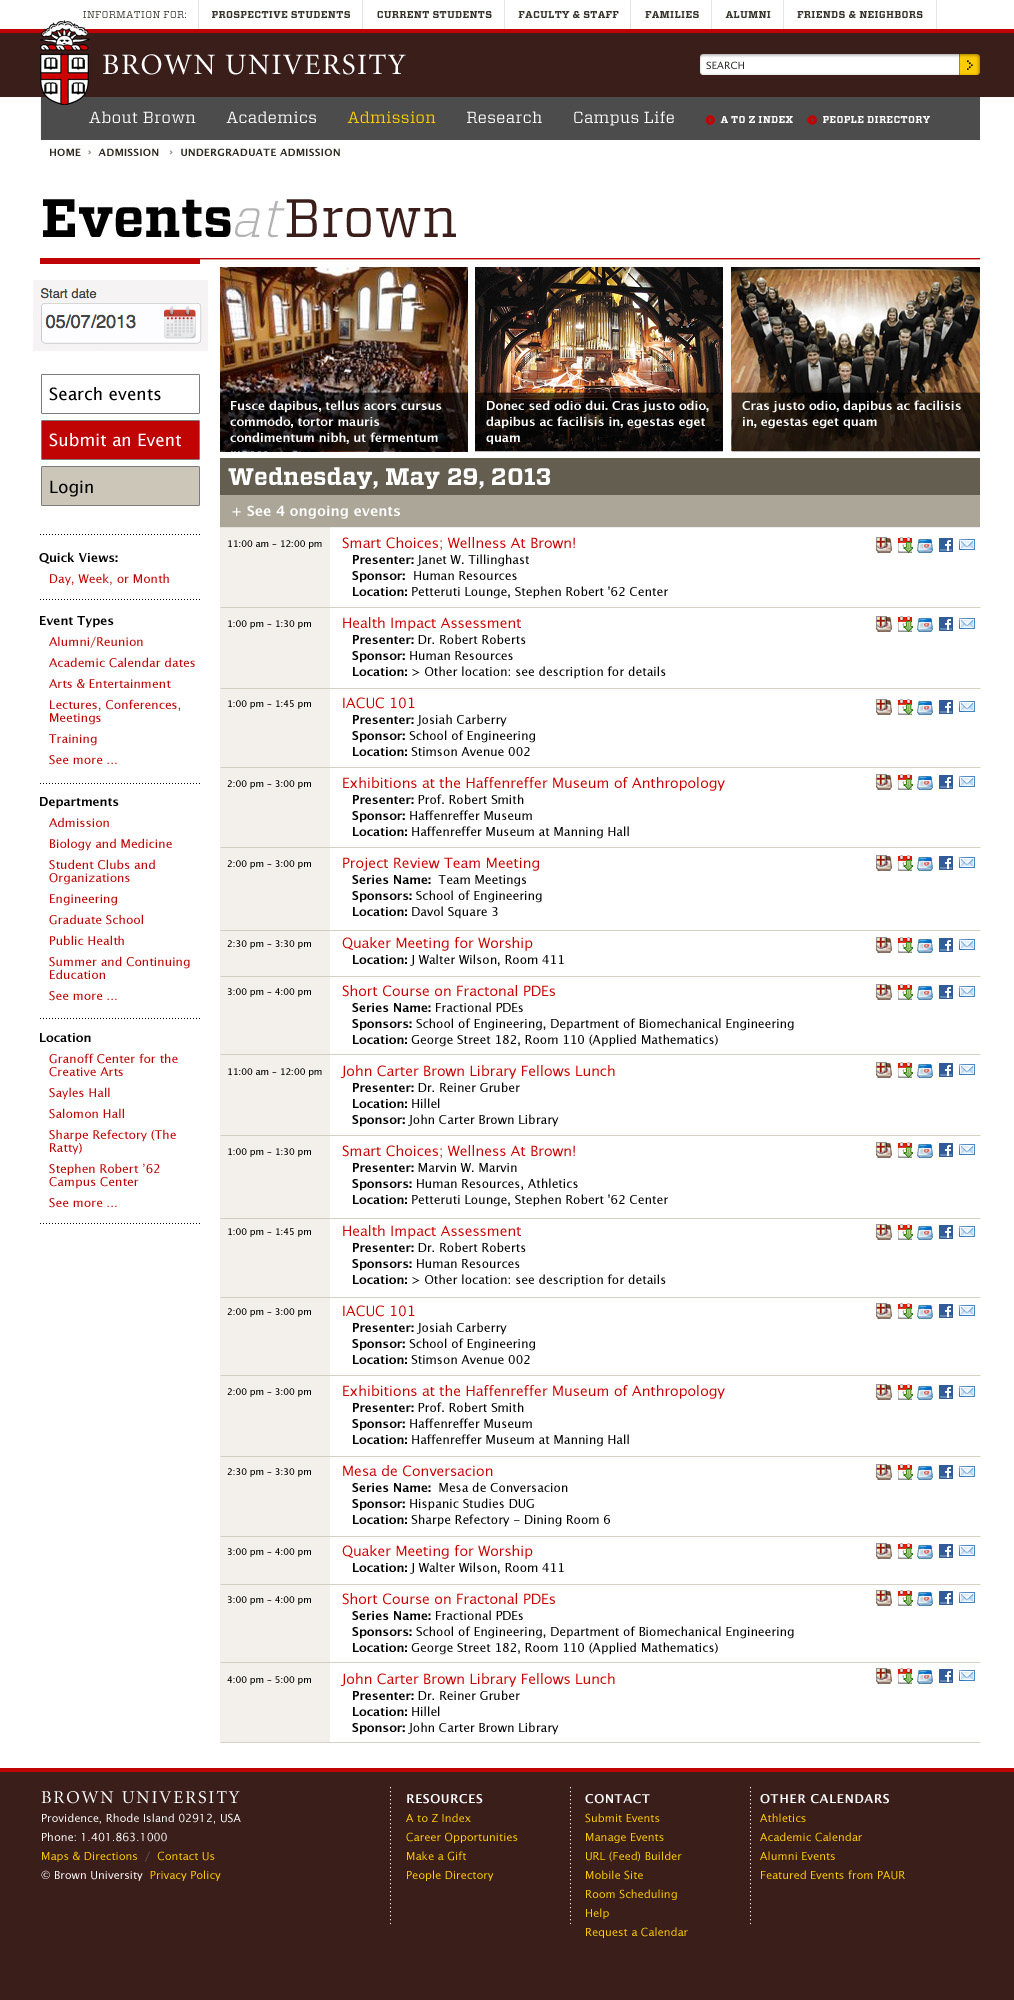 INFORMATION FOR: PROSPECTIVE STUDENTS CURRENT STUDENTS FACULTY & STAFF FAMILIES ALUMNI FRIENDS & NEIGHBORS
BROWN UNIVERSITY
SEARCH
About Brown Academics Admission Research Campus Life A TO Z INDEX PEOPLE DIRECTORY
HOME › ADMISSION › UNDERGRADUATE ADMISSION
EventsatBrown
Start date
05/07/2013
Search events
Submit an Event
Login
Quick Views:
Day, Week, or Month
Event Types
Alumni/Reunion
Academic Calendar dates
Arts & Entertainment
Lectures, Conferences,
Meetings
Training
See more ...
Departments
Admission
Biology and Medicine
Student Clubs and
Organizations
Engineering
Graduate School
Public Health
Summer and Continuing
Education
See more ...
Location
Granoff Center for the
Creative Arts
Sayles Hall
Salomon Hall
Sharpe Refectory (The
Ratty)
Stephen Robert ’62
Campus Center
See more ...
Fusce dapibus, tellus acors cursus
commodo, tortor mauris
condimentum nibh, ut fermentum
Donec sed odio dui. Cras justo odio,
dapibus ac facilisis in, egestas eget
quam
Cras justo odio, dapibus ac facilisis
in, egestas eget quam
Wednesday, May 29, 2013
+ See 4 ongoing events
11:00 am – 12:00 pm Smart Choices; Wellness At Brown!
Presenter: Janet W. Tillinghast
Sponsor: Human Resources
Location: Petteruti Lounge, Stephen Robert '62 Center
1:00 pm – 1:30 pm Health Impact Assessment
Presenter: Dr. Robert Roberts
Sponsor: Human Resources
Location: > Other location: see description for details
1:00 pm – 1:45 pm IACUC 101
Presenter: Josiah Carberry
Sponsor: School of Engineering
Location: Stimson Avenue 002
2:00 pm – 3:00 pm Exhibitions at the Haffenreffer Museum of Anthropology
Presenter: Prof. Robert Smith
Sponsor: Haffenreffer Museum
Location: Haffenreffer Museum at Manning Hall
2:00 pm – 3:00 pm Project Review Team Meeting
Series Name: Team Meetings
Sponsors: School of Engineering
Location: Davol Square 3
2:30 pm – 3:30 pm Quaker Meeting for Worship
Location: J Walter Wilson, Room 411
3:00 pm – 4:00 pm Short Course on Fractonal PDEs
Series Name: Fractional PDEs
Sponsors: School of Engineering, Department of Biomechanical Engineering
Location: George Street 182, Room 110 (Applied Mathematics)
11:00 am – 12:00 pm John Carter Brown Library Fellows Lunch
Presenter: Dr. Reiner Gruber
Location: Hillel
Sponsor: John Carter Brown Library
1:00 pm – 1:30 pm Smart Choices; Wellness At Brown!
Presenter: Marvin W. Marvin
Sponsors: Human Resources, Athletics
Location: Petteruti Lounge, Stephen Robert '62 Center
1:00 pm – 1:45 pm Health Impact Assessment
Presenter: Dr. Robert Roberts
Sponsors: Human Resources
Location: > Other location: see description for details
2:00 pm – 3:00 pm IACUC 101
Presenter: Josiah Carberry
Sponsor: School of Engineering
Location: Stimson Avenue 002
2:00 pm – 3:00 pm Exhibitions at the Haffenreffer Museum of Anthropology
Presenter: Prof. Robert Smith
Sponsor: Haffenreffer Museum
Location: Haffenreffer Museum at Manning Hall
2:30 pm – 3:30 pm Mesa de Conversacion
Series Name: Mesa de Conversacion
Sponsor: Hispanic Studies DUG
Location: Sharpe Refectory – Dining Room 6
3:00 pm – 4:00 pm Quaker Meeting for Worship
Location: J Walter Wilson, Room 411
3:00 pm – 4:00 pm Short Course on Fractonal PDEs
Series Name: Fractional PDEs
Sponsors: School of Engineering, Department of Biomechanical Engineering
Location: George Street 182, Room 110 (Applied Mathematics)
4:00 pm – 5:00 pm John Carter Brown Library Fellows Lunch
Presenter: Dr. Reiner Gruber
Location: Hillel
Sponsor: John Carter Brown Library
BROWN UNIVERSITY
Providence, Rhode Island 02912, USA
Phone: 1.401.863.1000
Maps & Directions / Contact Us
© Brown University Privacy Policy
RESOURCES
A to Z Index
Career Opportunities
Make a Gift
People Directory
CONTACT
Submit Events
Manage Events
URL (Feed) Builder
Mobile Site
Room Scheduling
Help
Request a Calendar
OTHER CALENDARS
Athletics
Academic Calendar
Alumni Events
Featured Events from PAUR